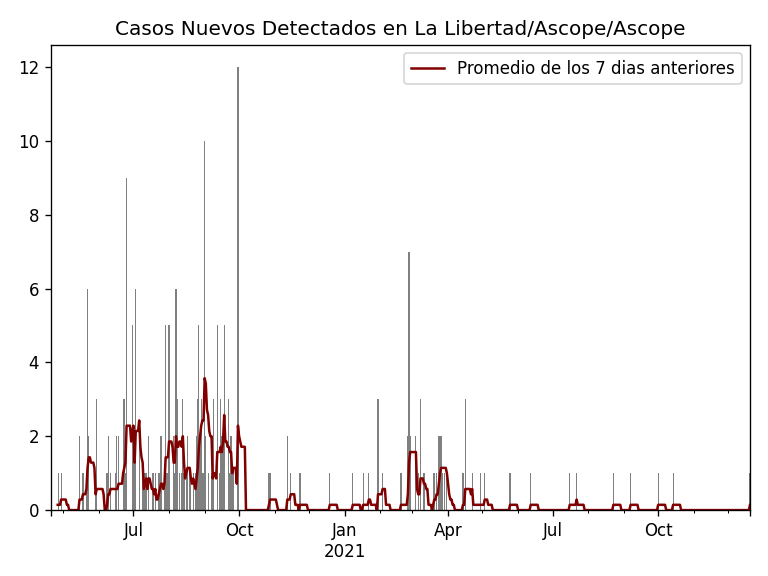 Casos Nuevos Detectados en La Libertad/Ascope/Ascope
Promedio de los 7 dias anteriores
12
10
8
6
4
2
0
Jul
Oct
Jan
2021
Apr
Jul
Oct